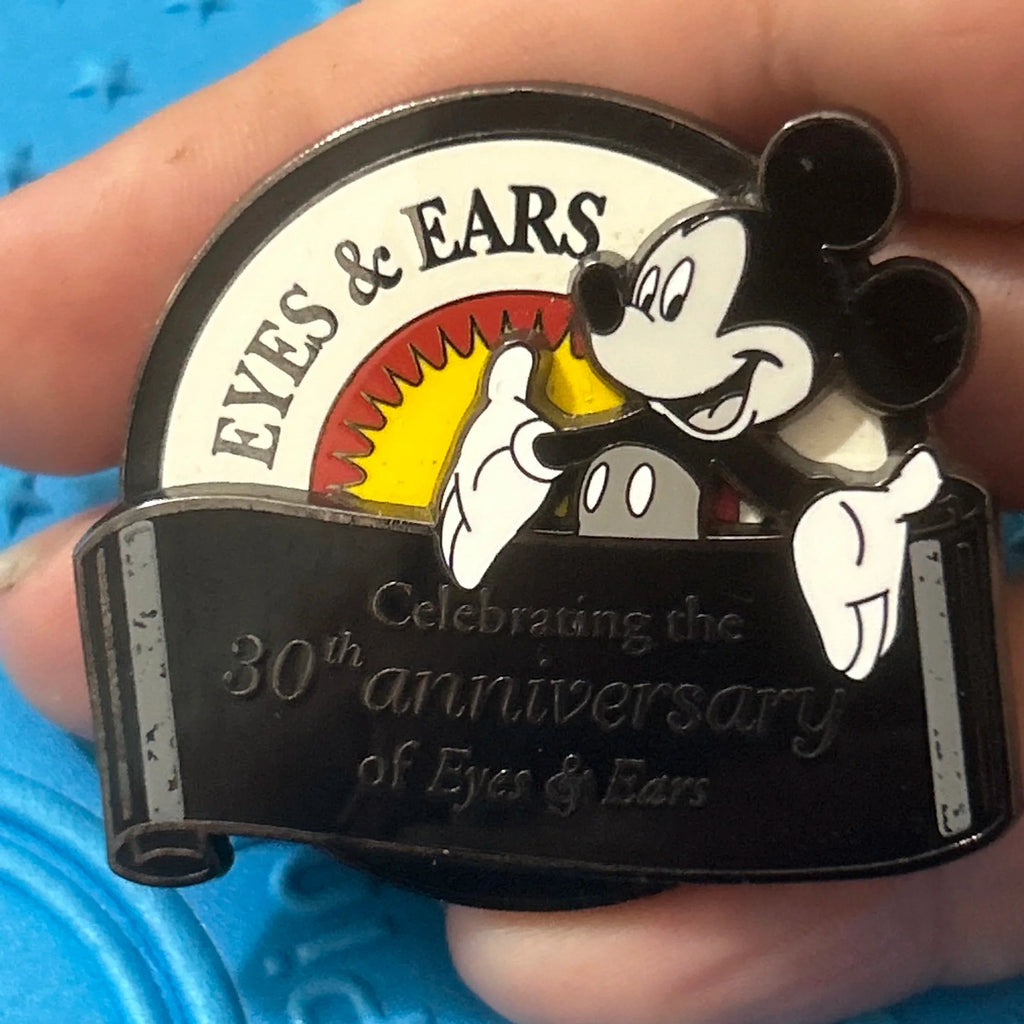 EYES & EARS
Celebrating the
30th anniversary
of Eyes & Ears